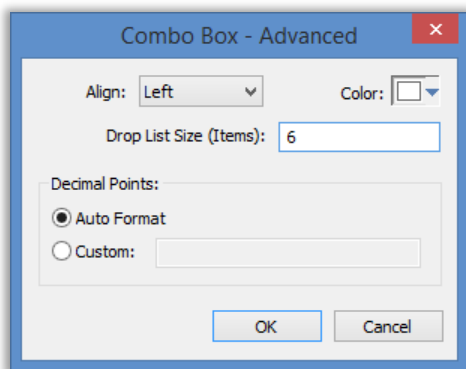 Combo Box - Advanced
Align: Left Color:
Drop List Size (Items): 6
Decimal Points:
Auto Format
Custom:
OK Cancel